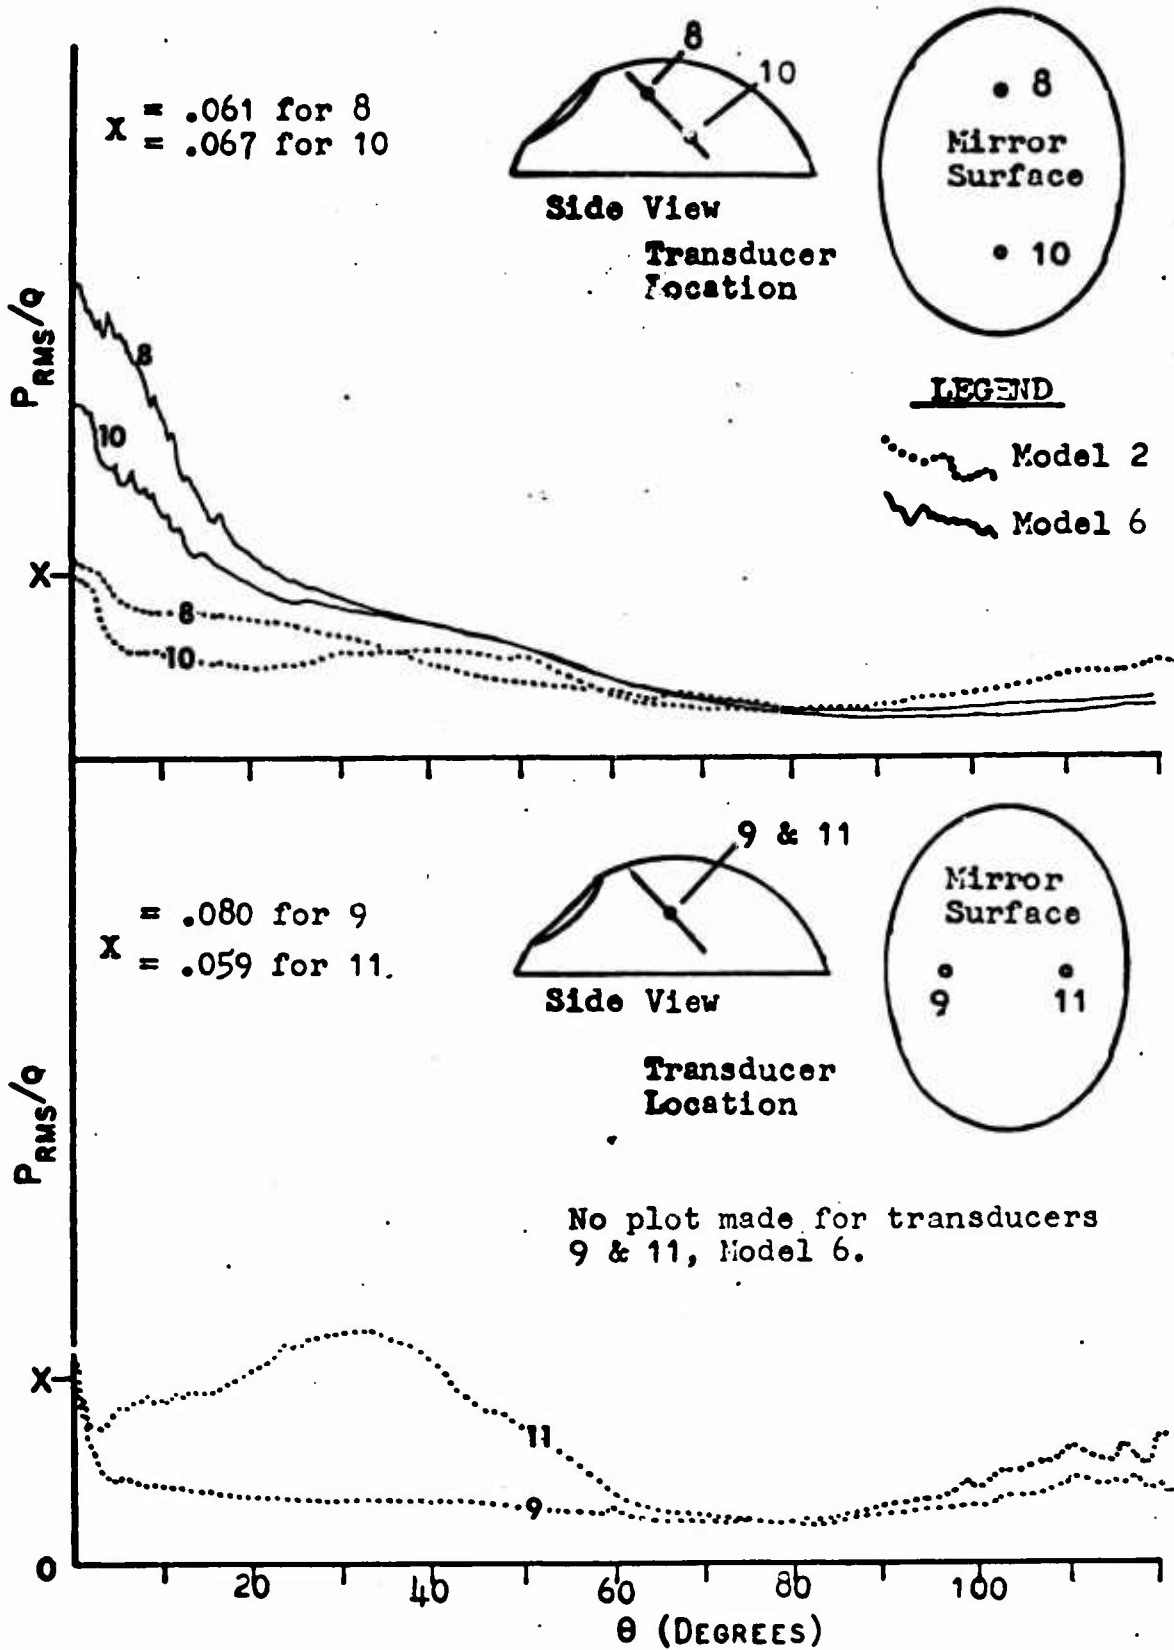 8
10
X = .061 for 8
= .067 for 10
Side View
Transducer
Location
8
Mirror
Surface
10
LEGEND
Model 2
Model 6
P RMS/Q
8
10
X
8
10
9 & 11
X = .080 for 9
= .059 for 11.
Side View
Transducer
Location
Mirror
Surface
9
11
P RMS/Q
No plot made for transducers
9 & 11, Model 6.
X
11
9
0
20 40 60 80 100
θ (DEGREES)